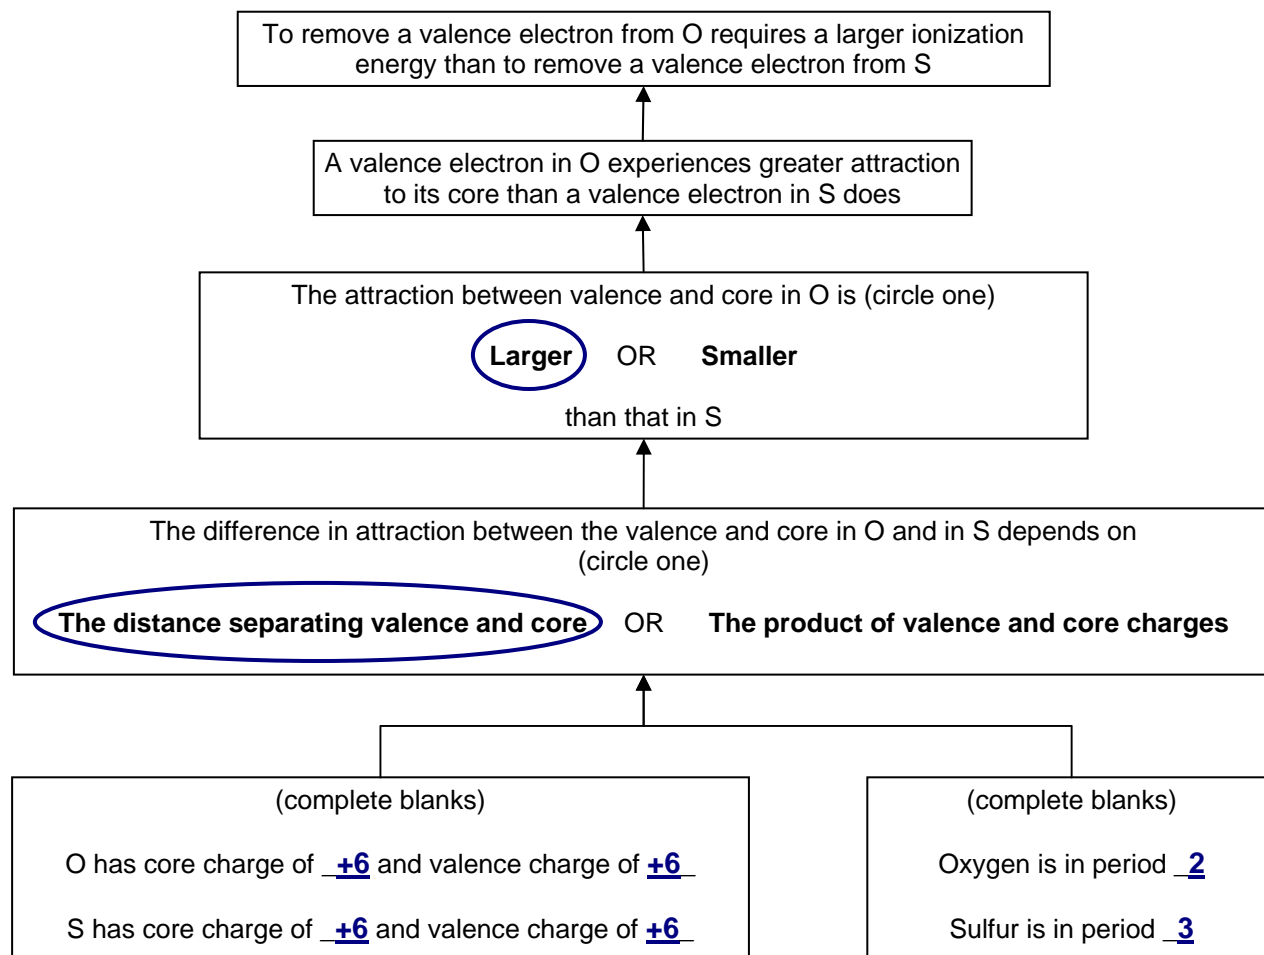 To remove a valence electron from O requires a larger ionization
energy than to remove a valence electron from S
A valence electron in O experiences greater attraction
to its core than a valence electron in S does
The attraction between valence and core in O is (circle one)
Larger OR Smaller
than that in S
The difference in attraction between the valence and core in O and in S depends on
(circle one)
The distance separating valence and core OR The product of valence and core charges
(complete blanks)
O has core charge of _+6 and valence charge of +6_
S has core charge of _+6 and valence charge of +6_
(complete blanks)
Oxygen is in period _2
Sulfur is in period _3